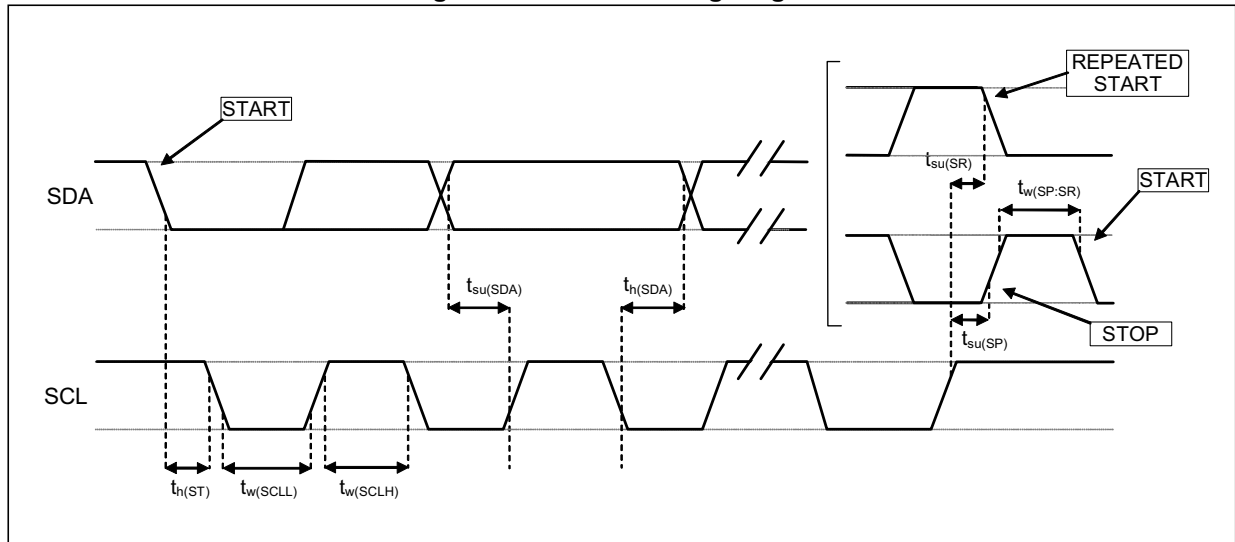 REPEATED
START
START
tsu(SR)
START
tw(SP:SR)
SDA
tsu(SDA)
th(SDA)
STOP
tsu(SP)
SCL
th(ST)
tw(SCLL)
tw(SCLH)